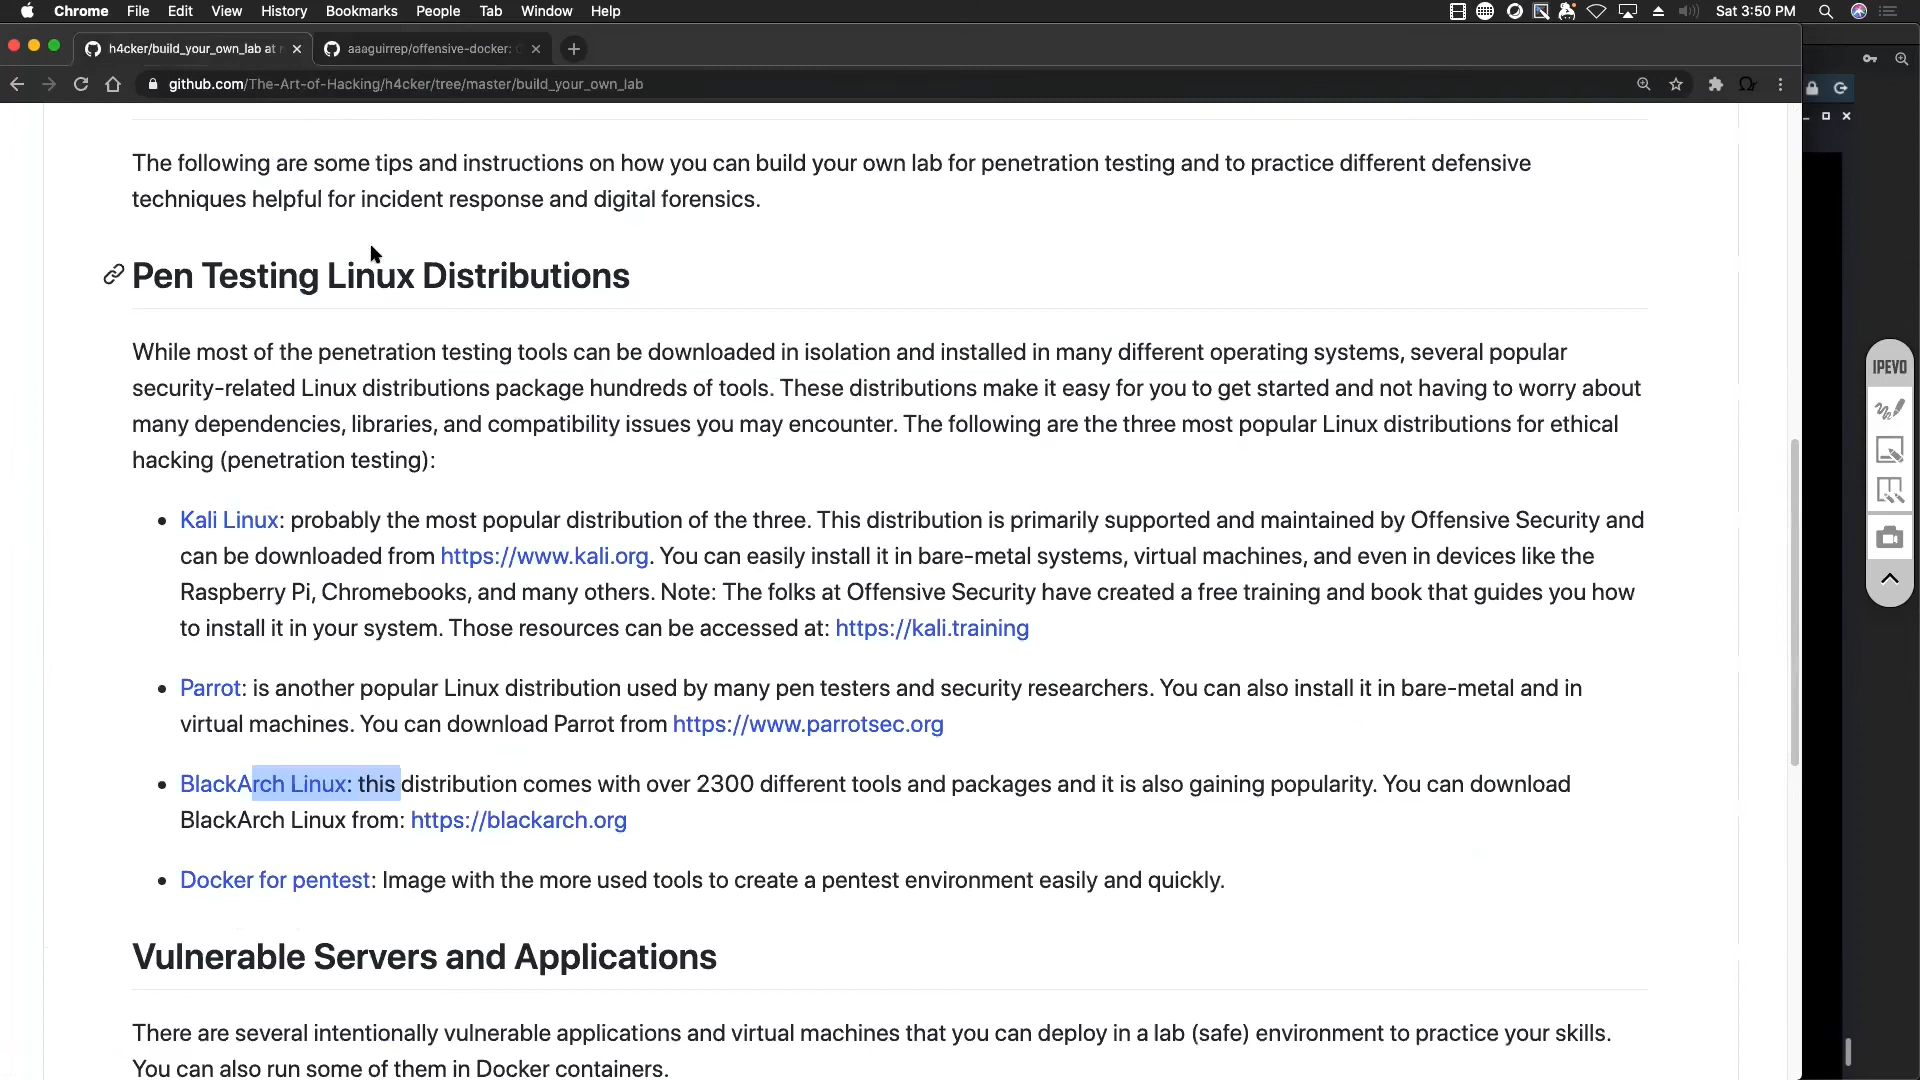 Chrome File Edit View History Bookmarks People Tab Window Help Sat 3:50 PM
h4cker/build_your_own_lab at aaaguirrep/offensive-docker:
github.com/The-Art-of-Hacking/h4cker/tree/master/build_your_own_lab
The following are some tips and instructions on how you can build your own lab for penetration testing and to practice different defensive
techniques helpful for incident response and digital forensics.
Pen Testing Linux Distributions
While most of the penetration testing tools can be downloaded in isolation and installed in many different operating systems, several popular
security-related Linux distributions package hundreds of tools. These distributions make it easy for you to get started and not having to worry about
many dependencies, libraries, and compatibility issues you may encounter. The following are the three most popular Linux distributions for ethical
hacking (penetration testing):
• Kali Linux: probably the most popular distribution of the three. This distribution is primarily supported and maintained by Offensive Security and
can be downloaded from https://www.kali.org. You can easily install it in bare-metal systems, virtual machines, and even in devices like the
Raspberry Pi, Chromebooks, and many others. Note: The folks at Offensive Security have created a free training and book that guides you how
to install it in your system. Those resources can be accessed at: https://kali.training
• Parrot: is another popular Linux distribution used by many pen testers and security researchers. You can also install it in bare-metal and in
virtual machines. You can download Parrot from https://www.parrotsec.org
• BlackArch Linux: this distribution comes with over 2300 different tools and packages and it is also gaining popularity. You can download
BlackArch Linux from: https://blackarch.org
• Docker for pentest: Image with the more used tools to create a pentest environment easily and quickly.
Vulnerable Servers and Applications
There are several intentionally vulnerable applications and virtual machines that you can deploy in a lab (safe) environment to practice your skills.
You can also run some of them in Docker containers.
IPEVO